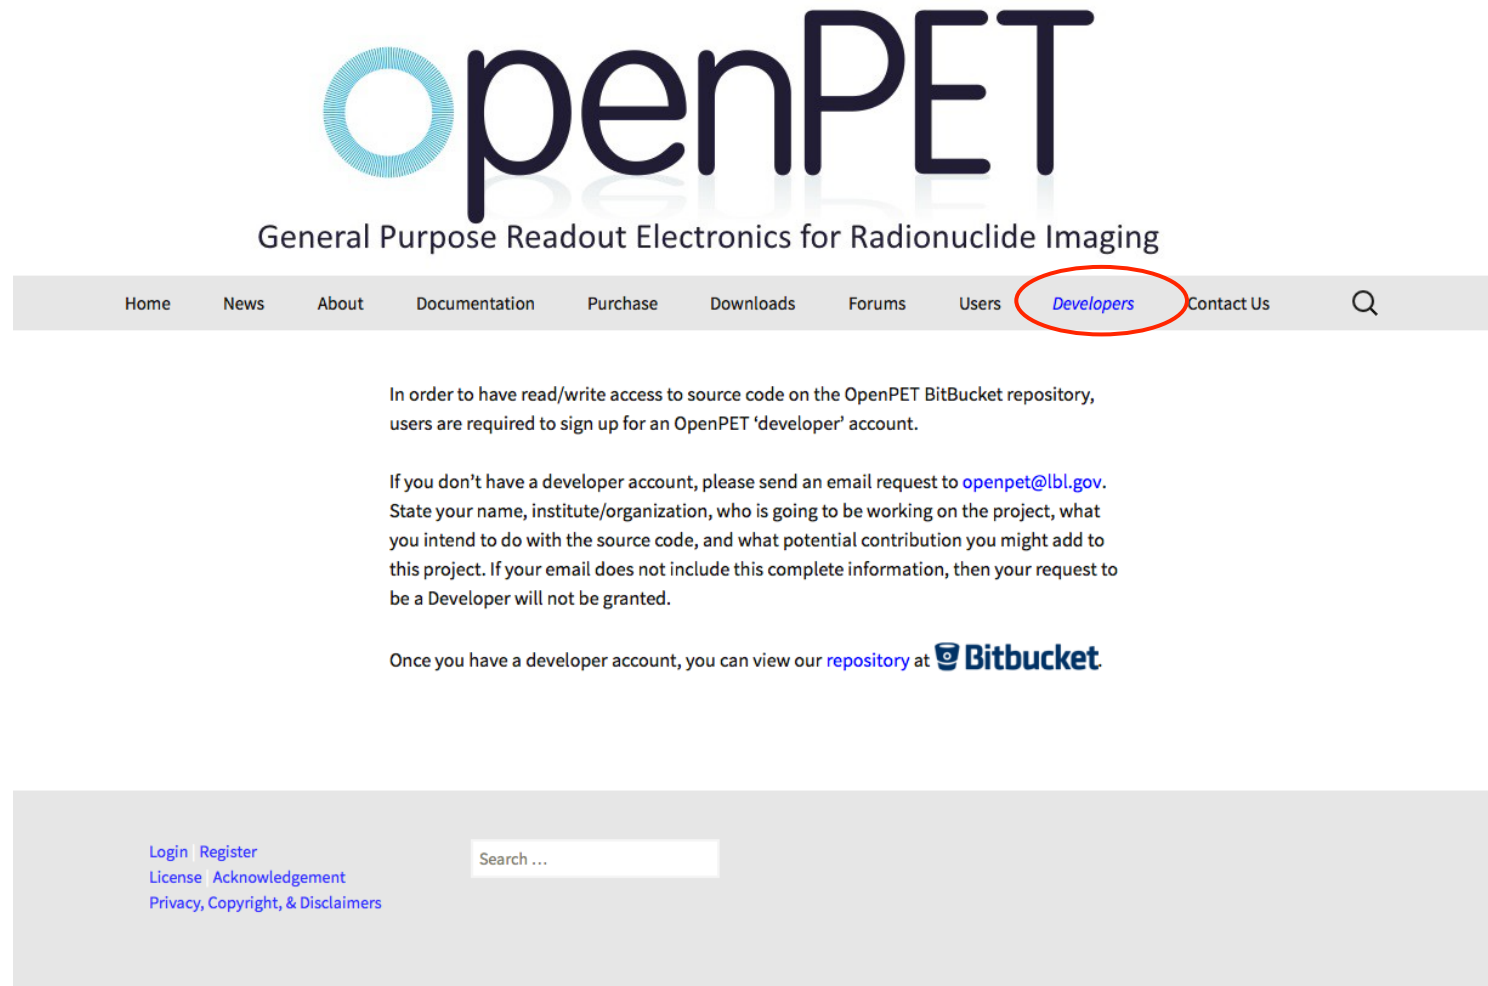 openPET
General Purpose Readout Electronics for Radionuclide Imaging
Home News About Documentation Purchase Downloads Forums Users Developers Contact Us
In order to have read/write access to source code on the OpenPET BitBucket repository,
users are required to sign up for an OpenPET ‘developer’ account.
If you don’t have a developer account, please send an email request to openpet@lbl.gov.
State your name, institute/organization, who is going to be working on the project, what
you intend to do with the source code, and what potential contribution you might add to
this project. If your email does not include this complete information, then your request to
be a Developer will not be granted.
Once you have a developer account, you can view our repository at Bitbucket.
Login | Register
License | Acknowledgement
Privacy, Copyright, & Disclaimers
Search ...